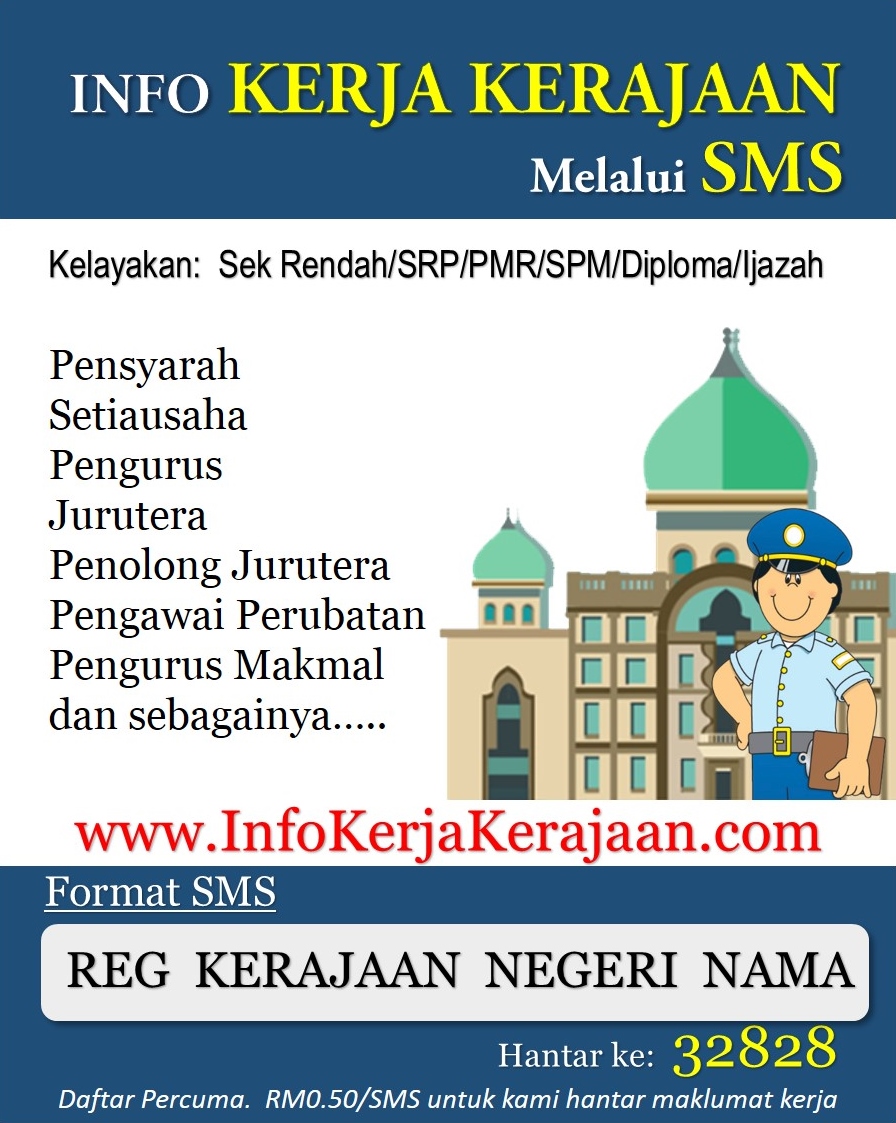 INFO KERJA KERAJAAN
Melalui SMS
Kelayakan: Sek Rendah/SRP/PMR/SPM/Diploma/Ijazah
Pensyarah
Setiausaha
Pengurus
Jurutera
Penolong Jurutera
Pengawai Perubatan
Pengurus Makmal
dan sebagainya.....
www.InfoKerjaKerajaan.com
Format SMS
REG KERAJAAN NEGERI NAMA
Hantar ke: 32828
Daftar Percuma. RM0.50/SMS untuk kami hantar maklumat kerja